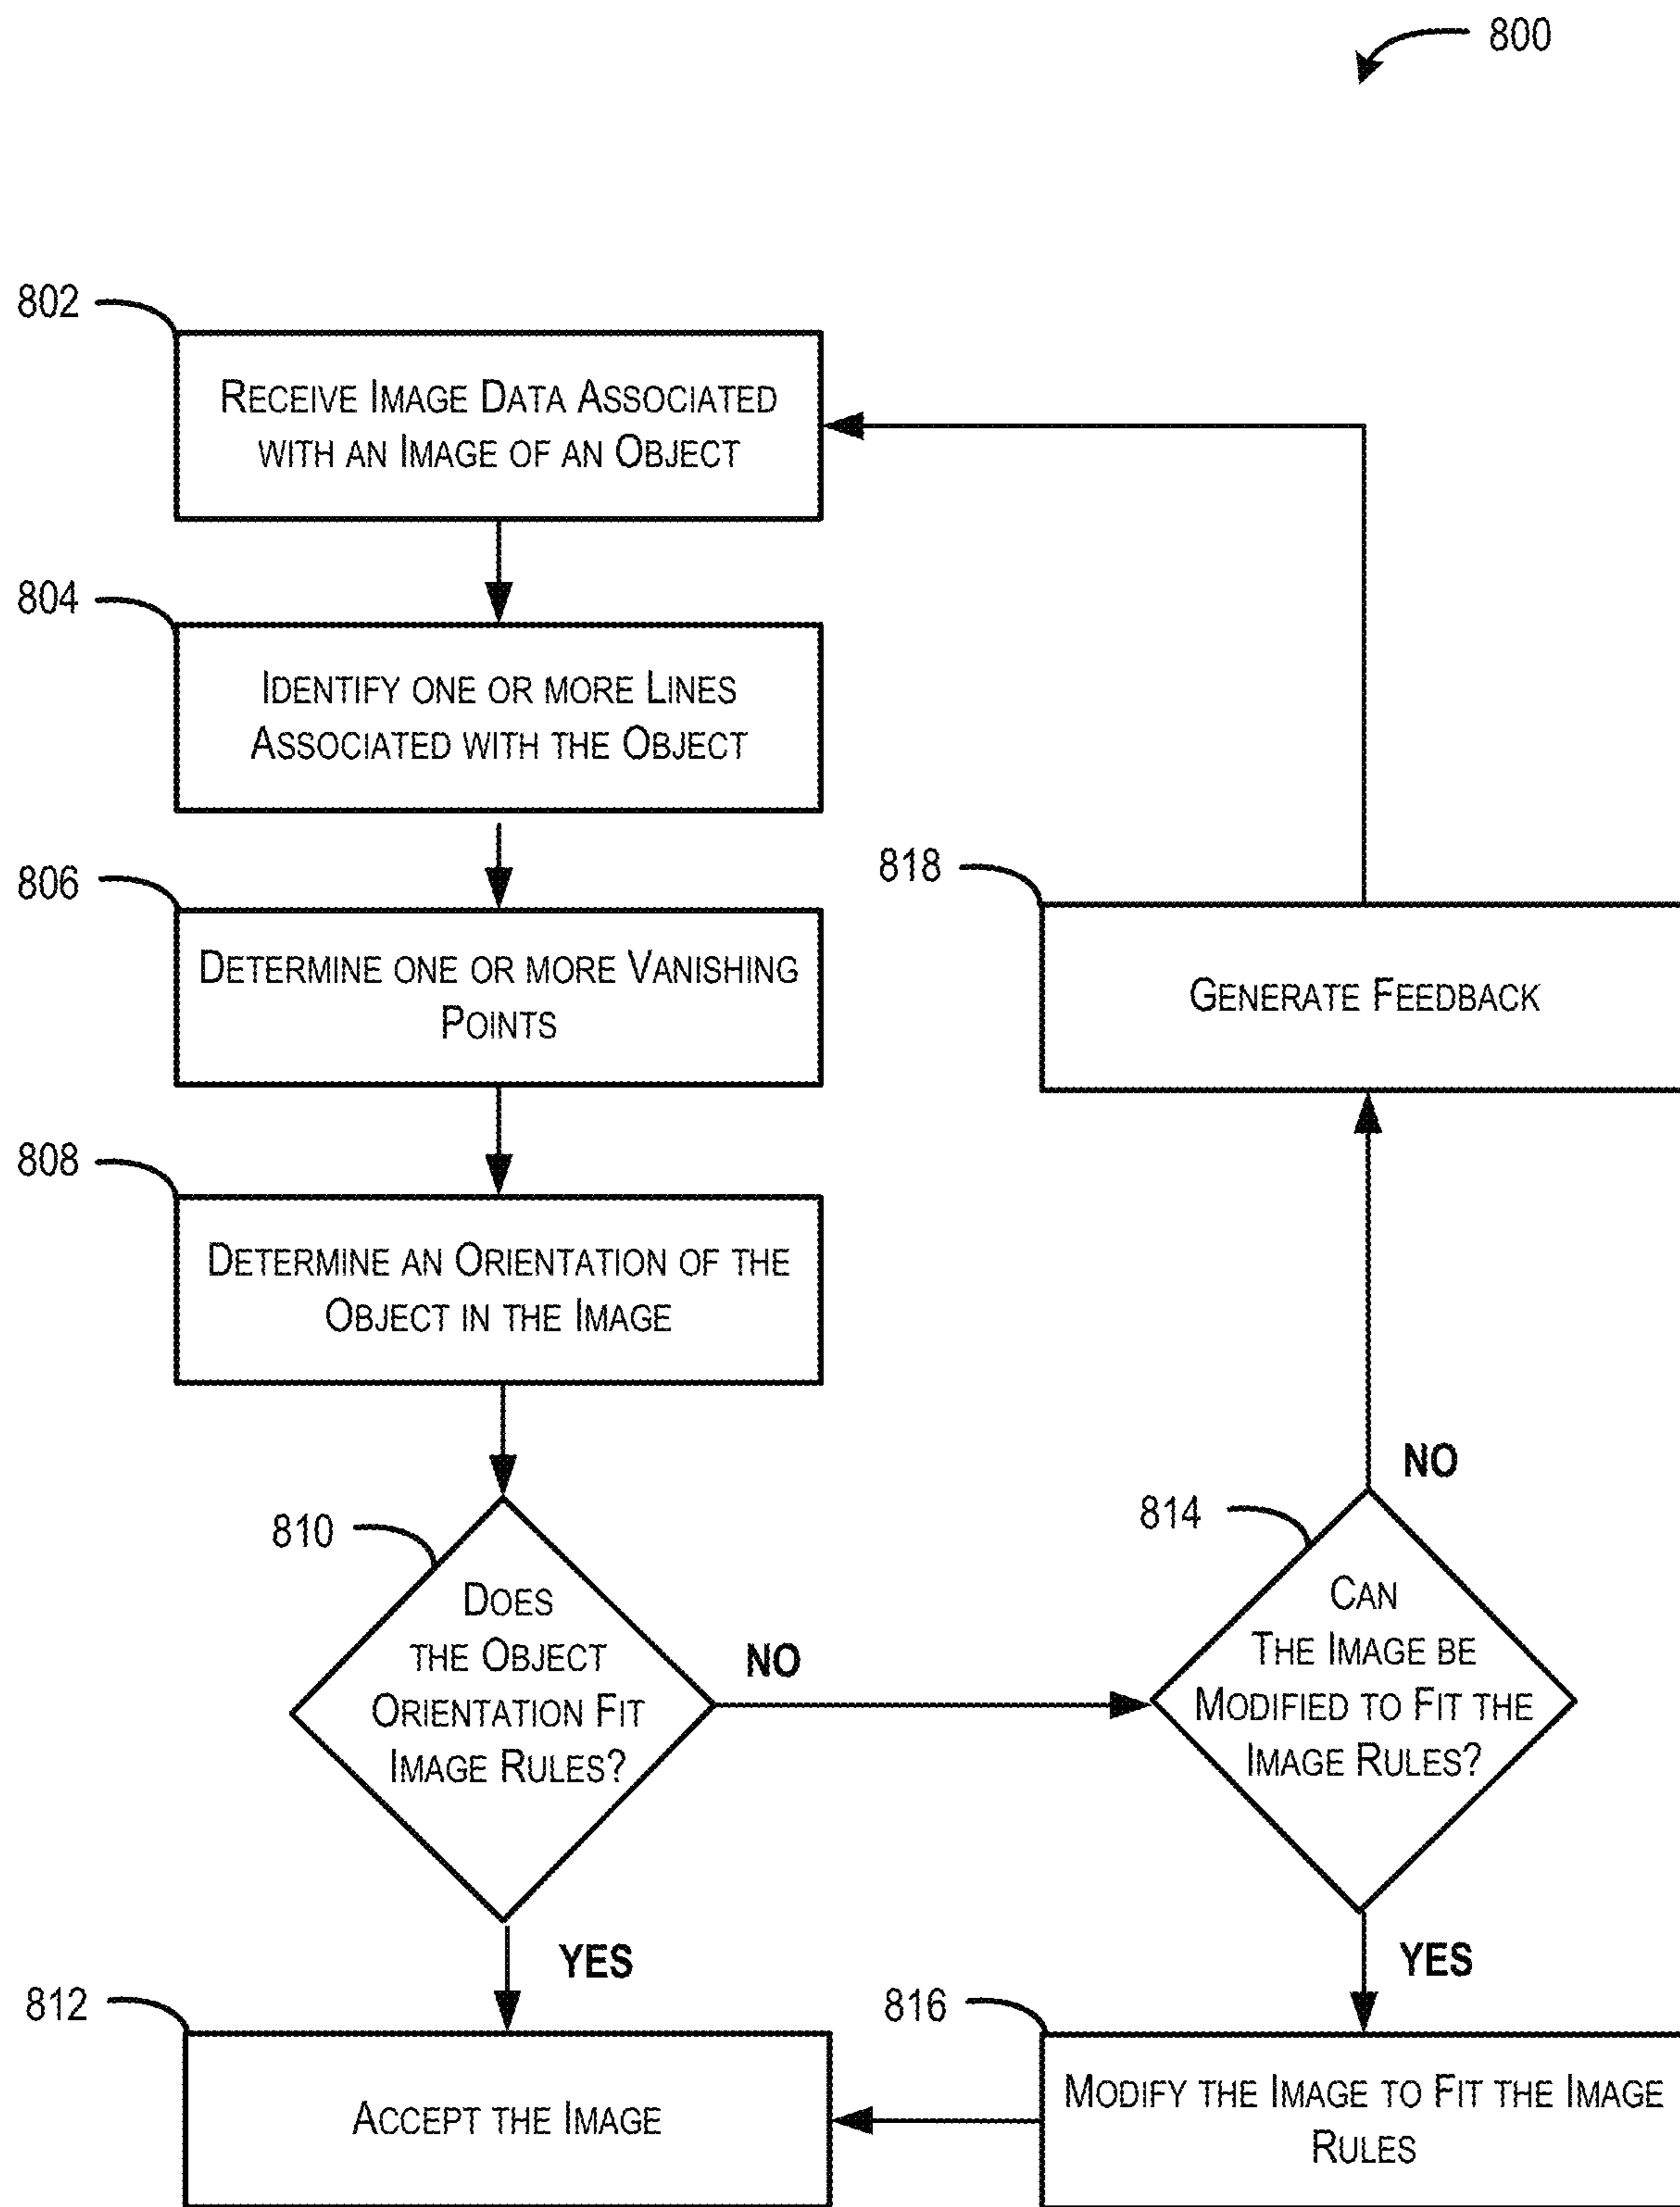 800
802
Receive Image Data Associated
with an Image of an Object
804
Identify one or more Lines
Associated with the Object
806
Determine one or more Vanishing
Points
818
Generate Feedback
808
Determine an Orientation of the
Object in the Image
810
Does
the Object
Orientation Fit
Image Rules?
NO
814
NO
Can
The Image be
Modified to Fit the
Image Rules?
YES
YES
812
Accept the Image
816
Modify the Image to Fit the Image
Rules